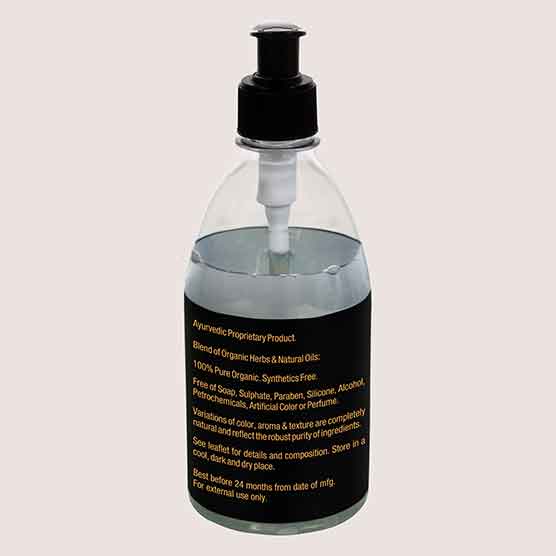 Ayurvedic Proprietary Product.
Blend of Organic Herbs & Natural Oils:
100% Pure Organic. Synthetics Free.
Free of Soap, Sulphate, Paraben, Silicone, Alcohol,
Petrochemicals, Artificial Color or Perfume.
Variations of color, aroma & texture are completely
natural and reflect the robust purity of ingredients.
See leaflet for details and composition. Store in a
cool, dark and dry place.
Best before 24 months from date of mfg.
For external use only.